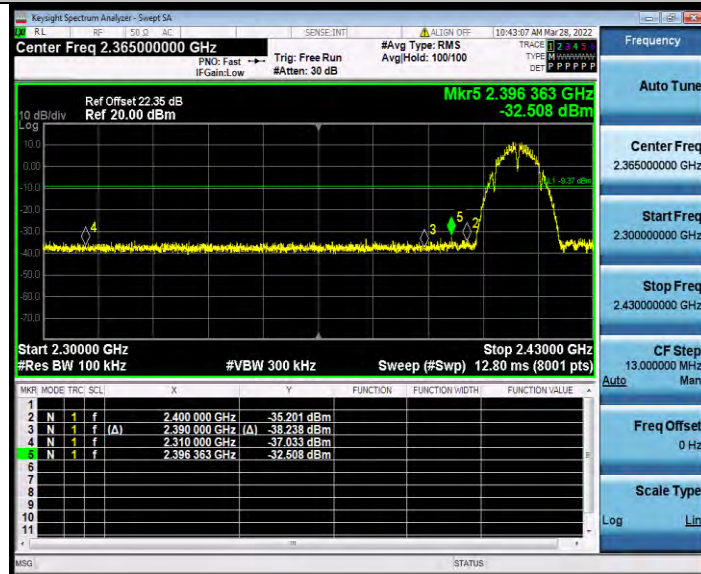 Keysight Spectrum Analyzer - Swept SA
RL RF 50 Ω AC SENSE:INT ALIGN OFF 10:43:07 AM Mar 28, 2022
Center Freq 2.365000000 GHz
PNO: Fast
IFGain:Low
Trig: Free Run
#Atten: 30 dB
#Avg Type: RMS
Avg|Hold: 100/100
TRACE 1 2 3 4 5 6
TYPE M W W W W W
DET P P P P P P
Ref Offset 22.35 dB
Ref 20.00 dBm
10 dB/div
Log
Mkr5 2.396 363 GHz
-32.508 dBm
10.0
0.00
-10.0
-20.0
-30.0
-40.0
-50.0
-60.0
-70.0
DL1 -9.37 dBm
4
3
5
2
Start 2.30000 GHz
Stop 2.43000 GHz
#Res BW 100 kHz
#VBW 300 kHz
Sweep (#Swp) 12.80 ms (8001 pts)
MKR MODE TRC SCL X Y FUNCTION FUNCTION WIDTH FUNCTION VALUE
1
2 N 1 f 2.400 000 GHz -35.201 dBm
3 N 1 f (Δ) 2.390 000 GHz (Δ) -38.238 dBm
4 N 1 f 2.310 000 GHz -37.033 dBm
5 N 1 f 2.396 363 GHz -32.508 dBm
6
7
8
9
10
11
MSG
STATUS
Frequency
Auto Tune
Center Freq
2.365000000 GHz
Start Freq
2.300000000 GHz
Stop Freq
2.430000000 GHz
CF Step
13.000000 MHz
Auto Man
Freq Offset
0 Hz
Scale Type
Log Lin